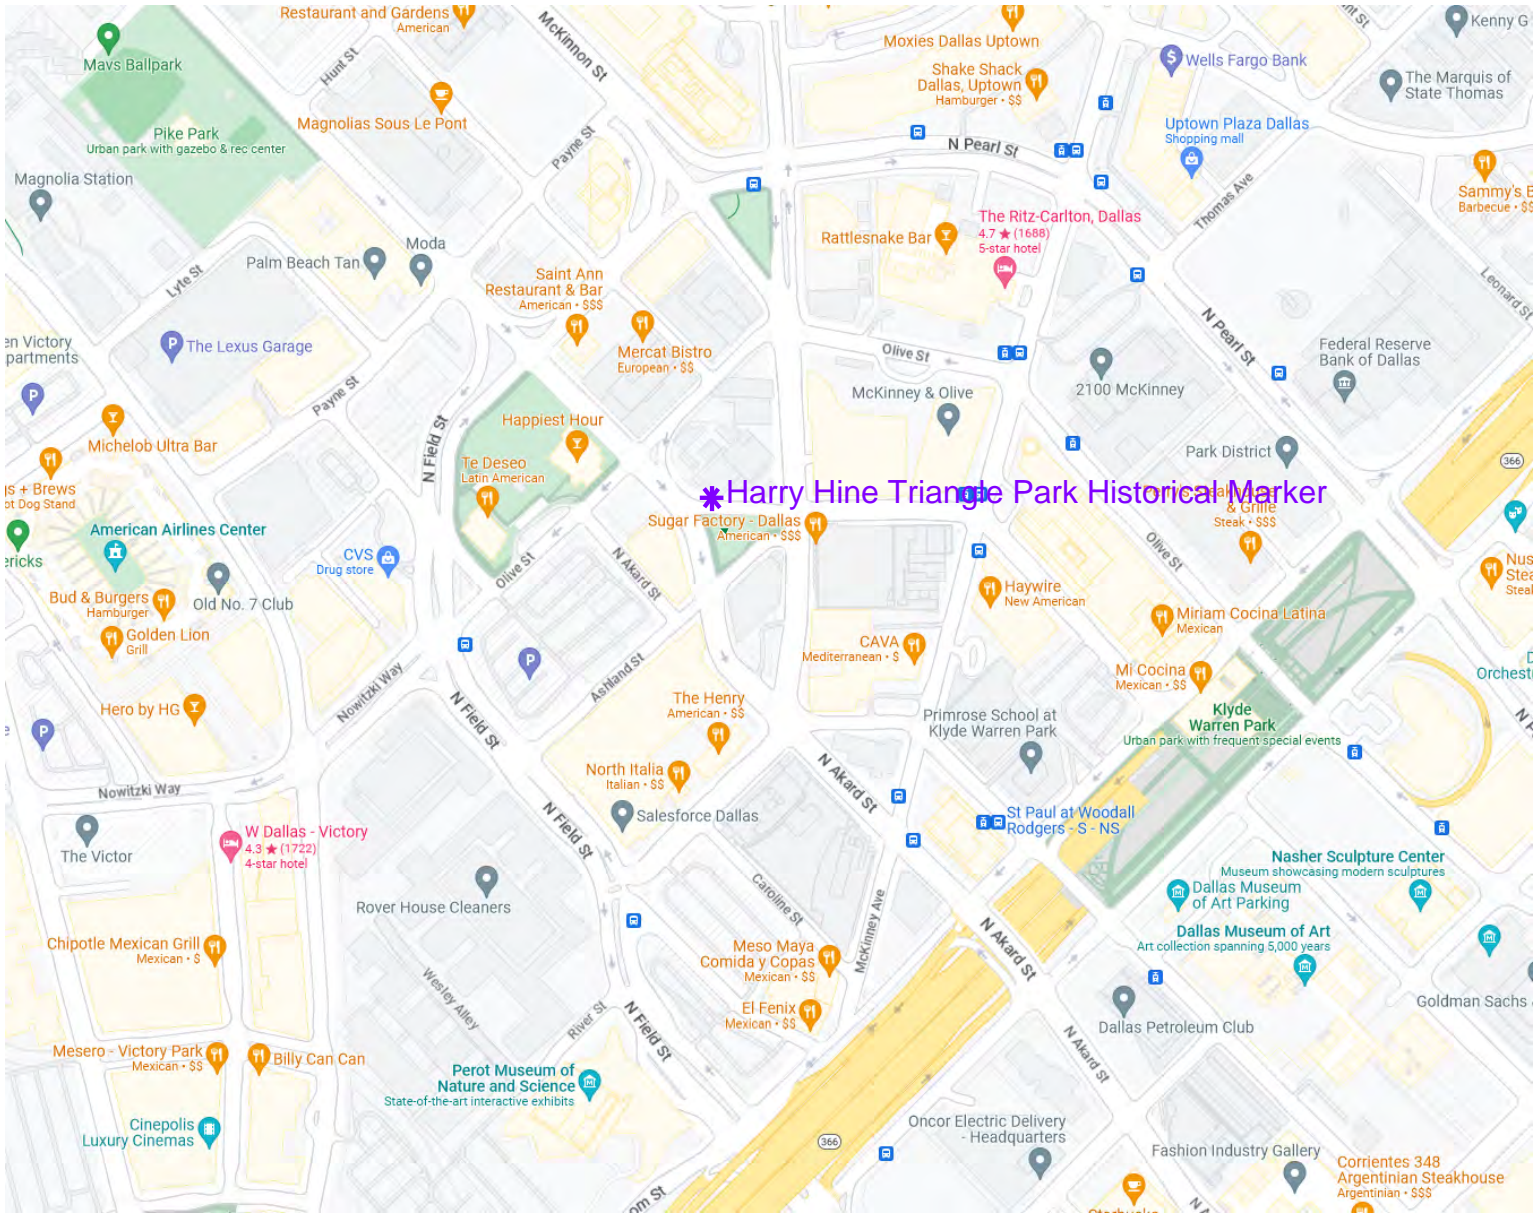 Restaurant and Gardens
American
McKinnon St
Moxies Dallas Uptown
Kenny G
Mavs Ballpark
Hunt St
Shake Shack
Dallas, Uptown
Hamburger • $$
Wells Fargo Bank
The Marquis of
State Thomas
Pike Park
Urban park with gazebo & rec center
Magnolias Sous Le Pont
Payne St
N Pearl St
Uptown Plaza Dallas
Shopping mall
Magnolia Station
Thomas Ave
Sammy's B
Barbecue • $$
Lyte St
Palm Beach Tan
Moda
Rattlesnake Bar
The Ritz-Carlton, Dallas
4.7 ★ (1688)
5-star hotel
Saint Ann
Restaurant & Bar
American • $$$
Leonard St
en Victory
partments
P
The Lexus Garage
Mercat Bistro
European • $$
Olive St
N Pearl St
Federal Reserve
Bank of Dallas
P
Payne St
McKinney & Olive
2100 McKinney
Michelob Ultra Bar
N Field St
Happiest Hour
Park District
366
gs + Brews
ot Dog Stand
Te Deseo
Latin American
Harry Hine Triangle Park Historical Marker
& Grille
Steak • $$$
Sugar Factory - Dallas
American • $$$
American Airlines Center
ericks
CVS
Drug store
Olive St
N Akard St
Olive St
Nus
Stea
Steak
Bud & Burgers
Hamburger
Old No. 7 Club
Haywire
New American
Golden Lion
Grill
Miriam Cocina Latina
Mexican
CAVA
Mediterranean • $
P
Ashland St
Mi Cocina
Mexican • $$
D
Orchest
Nowitzki Way
Hero by HG
N Field St
The Henry
American • $$
Primrose School at
Klyde Warren Park
Klyde
Warren Park
Urban park with frequent special events
N P
e
P
North Italia
Italian • $$
N Akard St
Nowitzki Way
N Field St
Salesforce Dallas
St Paul at Woodall
Rodgers - S - NS
The Victor
W Dallas - Victory
4.3 ★ (1722)
4-star hotel
Nasher Sculpture Center
Museum showcasing modern sculptures
Rover House Cleaners
Caroline St
McKinney Ave
Dallas Museum
of Art Parking
N Akard St
Dallas Museum of Art
Art collection spanning 5,000 years
Chipotle Mexican Grill
Mexican • $
Meso Maya
Comida y Copas
Mexican • $$
Wesley Alley
River St
N Field St
El Fenix
Mexican • $$
Goldman Sachs
Dallas Petroleum Club
N Akard St
Mesero - Victory Park
Mexican • $$
Billy Can Can
Perot Museum of
Nature and Science
State-of-the-art interactive exhibits
Cinepolis
Luxury Cinemas
366
Oncor Electric Delivery
- Headquarters
Fashion Industry Gallery
Corrientes 348
Argentinian Steakhouse
Argentinian • $$$
om St
N A